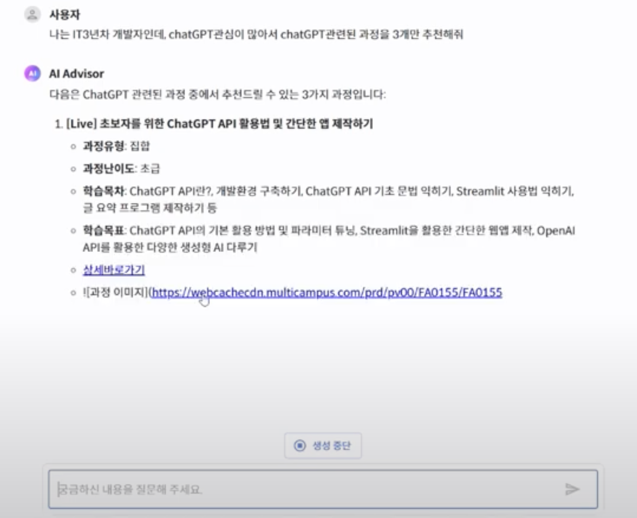 사용자
나는 IT3년차 개발자인데, chatGPT관심이 많아서 chatGPT관련된 과정을 3개만 추천해줘
AI AI Advisor
다음은 ChatGPT 관련된 과정 중에서 추천드릴 수 있는 3가지 과정입니다:
1. [Live] 초보자를 위한 ChatGPT API 활용법 및 간단한 앱 제작하기
과정유형: 집합
과정난이도: 초급
학습목차: ChatGPT API란?, 개발환경 구축하기, ChatGPT API 기초 문법 익히기, Streamlit 사용법 익히기,
글 요약 프로그램 제작하기 등
학습목표: ChatGPT API의 기본 활용 방법 및 파라미터 튜닝, Streamlit을 활용한 간단한 웹앱 제작, OpenAI
API를 활용한 다양한 생성형 AI 다루기
상세바로가기
![과정 이미지](https://webcachecdn.multicampus.com/prd/pv00/FA0155/FA0155
생성 중단
궁금하신 내용을 질문해 주세요.